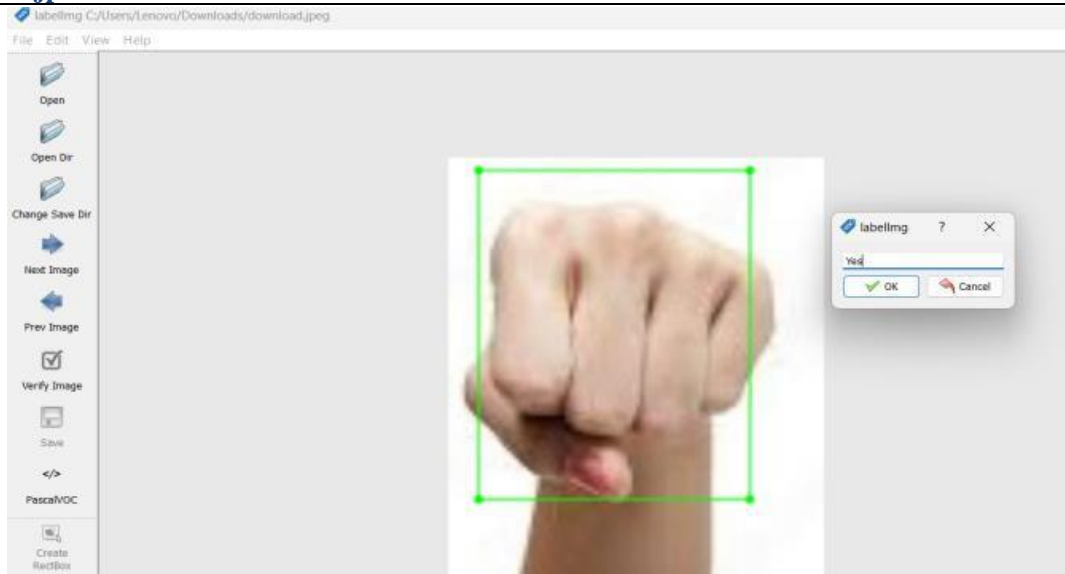 labelImg C:/Users/Lenovo/Downloads/download.jpeg
File Edit View Help
Open
Open Dir
Change Save Dir
Next Image
Prev Image
Verify Image
Save
</>
PascalVOC
Create
RectBox
labelImg ? X
Yes
OK Cancel